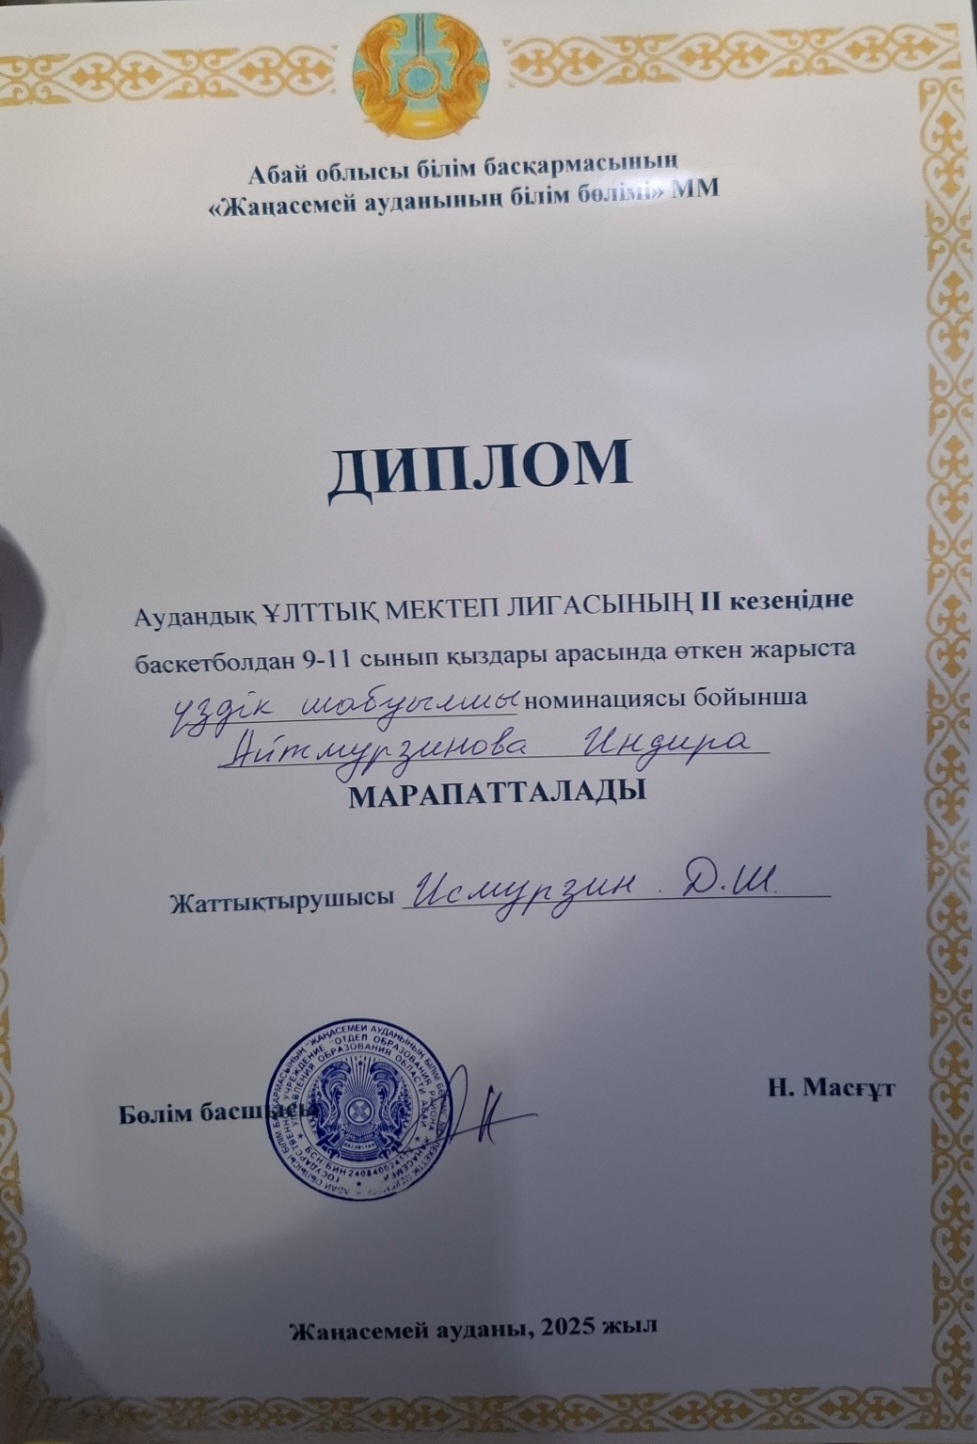 Абай облысы білім басқармасының
«Жаңасемей ауданының білім бөлімі» ММ
ДИПЛОМ
Аудандық ҰЛТТЫҚ МЕКТЕП ЛИГАСЫНЫҢ II кезеңідне
баскетболдан 9-11 сынып қыздары арасында өткен жарыста
үздік шабуылшы номинациясы бойынша
Айтмурзинова Индира
МАРАПАТТАЛАДЫ
Жаттықтырушысы Исмурзин Д.Ш.
Бөлім басшысы
Н. Масғұт
Жаңасемей ауданы, 2025 жыл